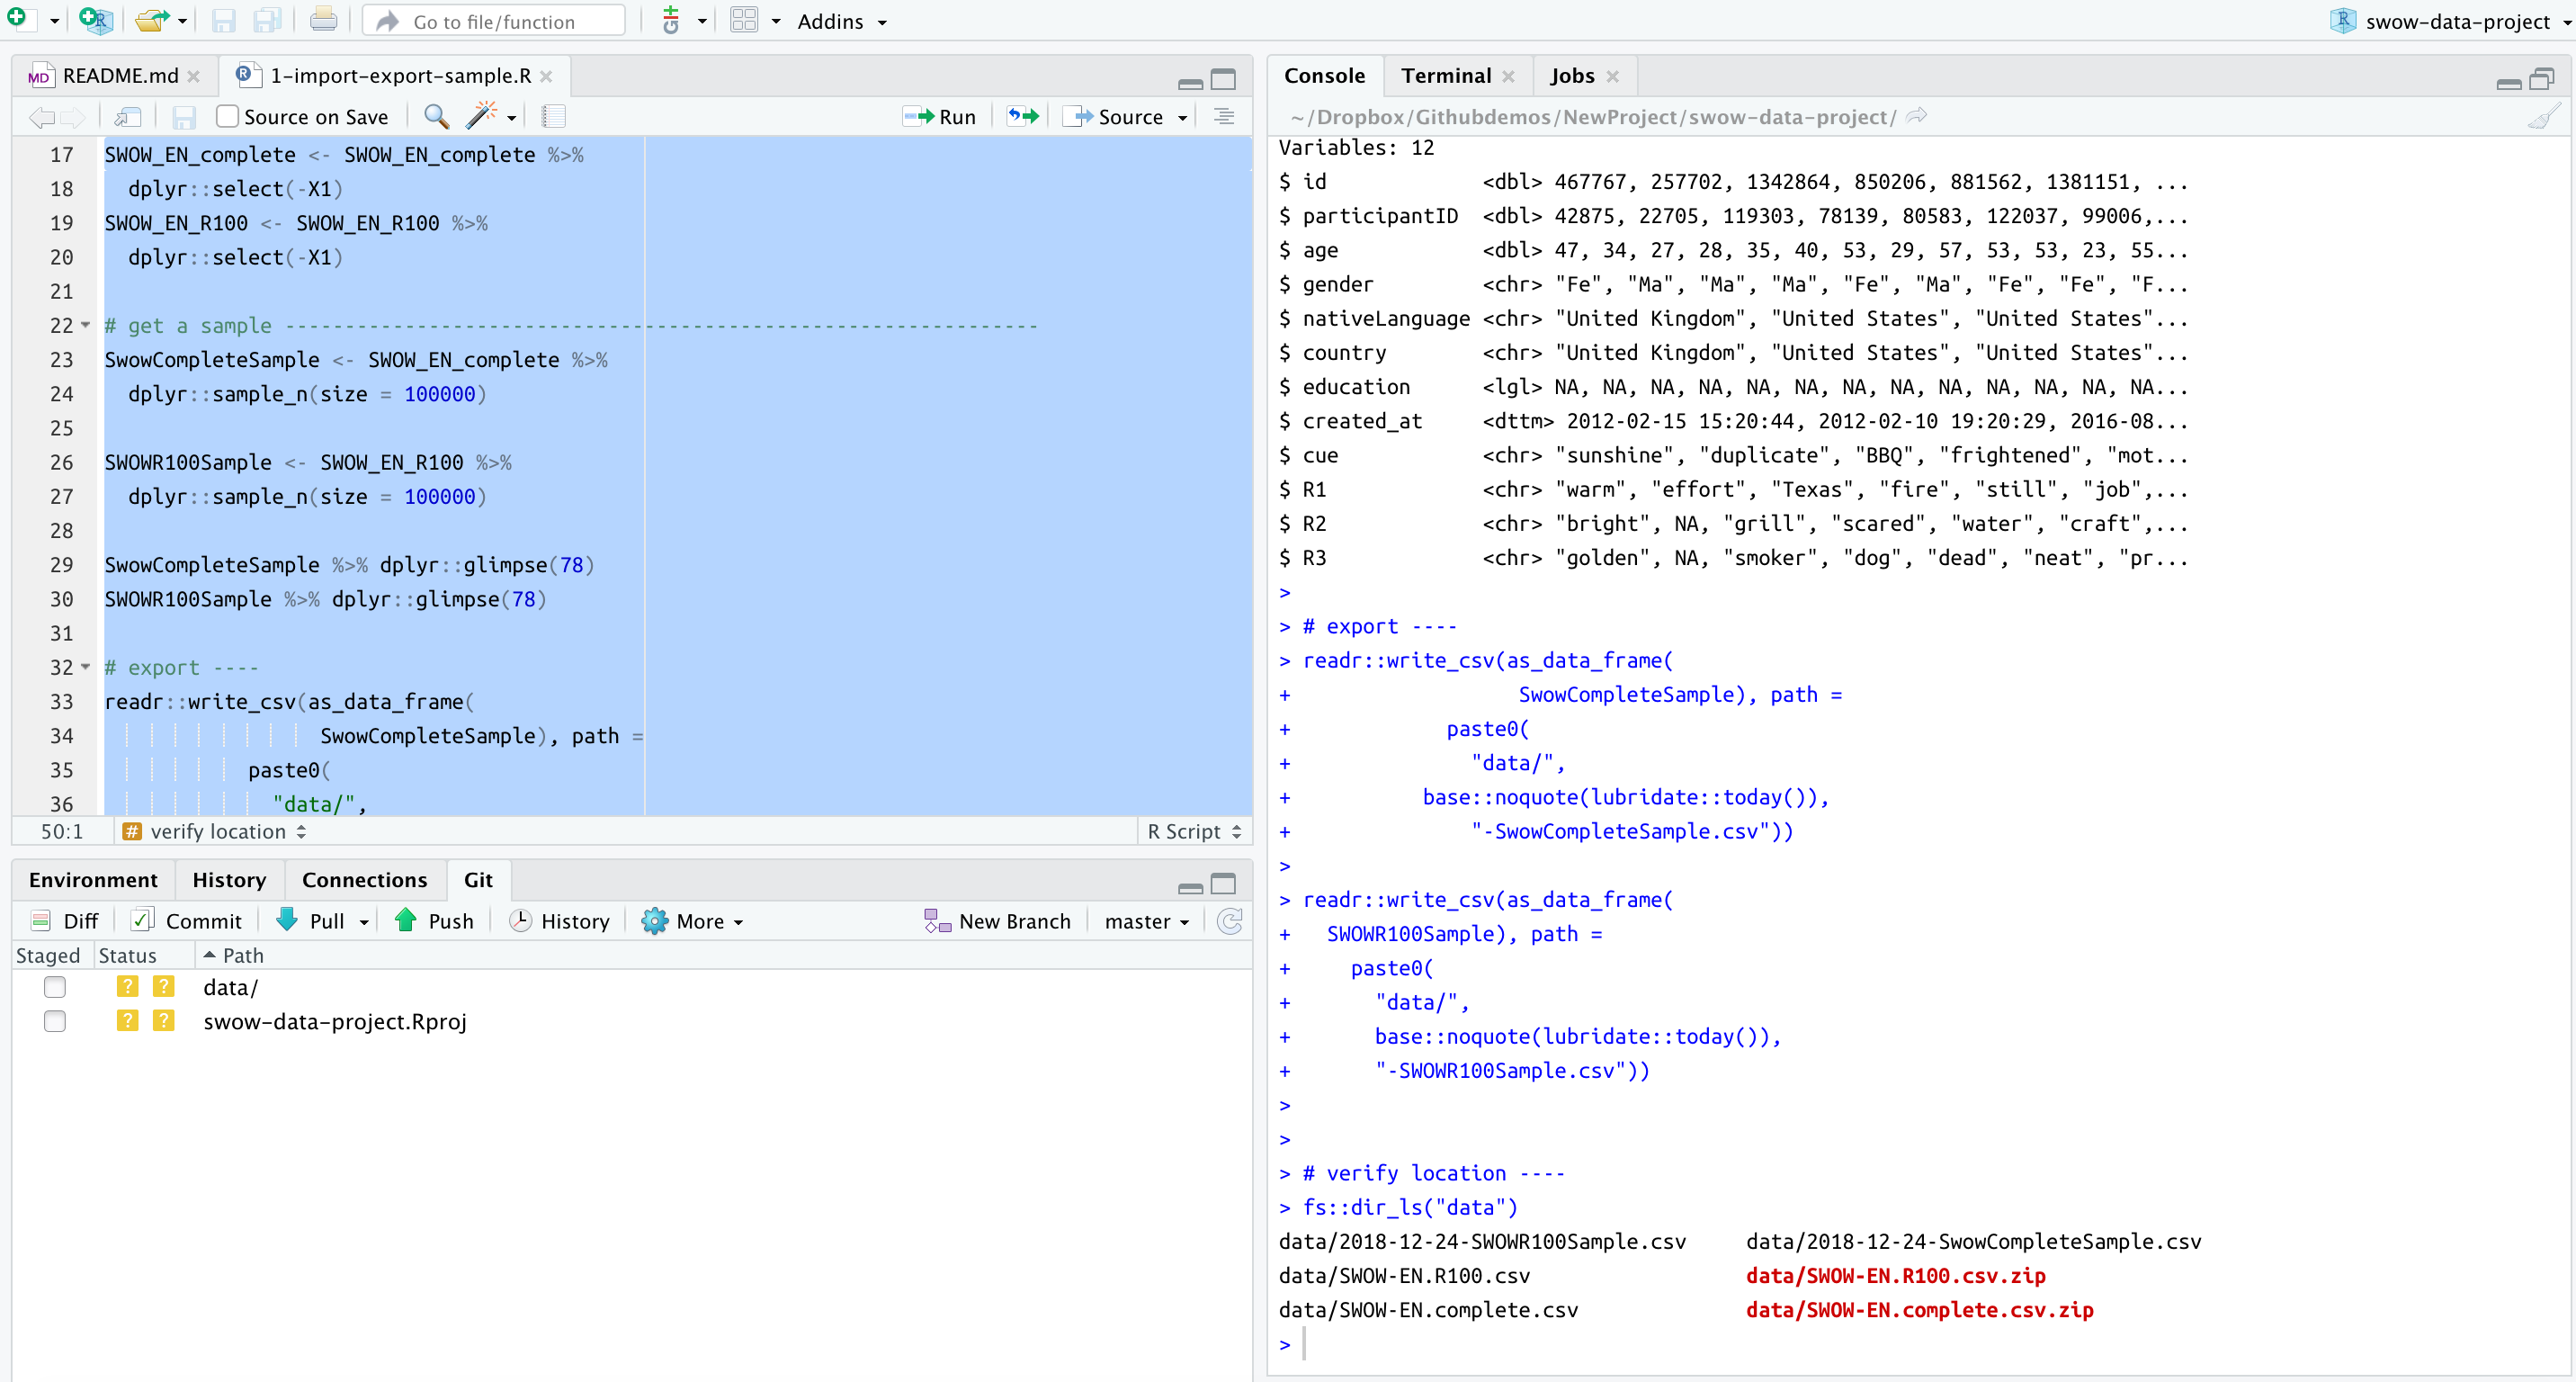 Go to file/function
Addins
swow-data-project
README.md
1-import-export-sample.R
Source on Save
Run
Source
17 SWOW_EN_complete <- SWOW_EN_complete %>%
18 dplyr::select(-X1)
19 SWOW_EN_R100 <- SWOW_EN_R100 %>%
20 dplyr::select(-X1)
21
22 # get a sample ---------------------------------------------------------------
23 SwowCompleteSample <- SWOW_EN_complete %>%
24 dplyr::sample_n(size = 100000)
25
26 SWOWR100Sample <- SWOW_EN_R100 %>%
27 dplyr::sample_n(size = 100000)
28
29 SwowCompleteSample %>% dplyr::glimpse(78)
30 SWOWR100Sample %>% dplyr::glimpse(78)
31
32 # export ----
33 readr::write_csv(as_data_frame(
34 SwowCompleteSample), path =
35 paste0(
36 "data/",
50:1 # verify location R Script
Environment History Connections Git
Diff Commit Pull Push History More New Branch master
Staged Status Path
? ? data/
? ? swow-data-project.Rproj
Console Terminal Jobs
~/Dropbox/Githubdemos/NewProject/swow-data-project/
Variables: 12
$ id <dbl> 467767, 257702, 1342864, 850206, 881562, 1381151, ...
$ participantID <dbl> 42875, 22705, 119303, 78139, 80583, 122037, 99006,...
$ age <dbl> 47, 34, 27, 28, 35, 40, 53, 29, 57, 53, 53, 23, 55...
$ gender <chr> "Fe", "Ma", "Ma", "Ma", "Fe", "Ma", "Fe", "Fe", "F...
$ nativeLanguage <chr> "United Kingdom", "United States", "United States"...
$ country <chr> "United Kingdom", "United States", "United States"...
$ education <lgl> NA, NA, NA, NA, NA, NA, NA, NA, NA, NA, NA, NA, NA...
$ created_at <dttm> 2012-02-15 15:20:44, 2012-02-10 19:20:29, 2016-08...
$ cue <chr> "sunshine", "duplicate", "BBQ", "frightened", "mot...
$ R1 <chr> "warm", "effort", "Texas", "fire", "still", "job",...
$ R2 <chr> "bright", NA, "grill", "scared", "water", "craft",...
$ R3 <chr> "golden", NA, "smoker", "dog", "dead", "neat", "pr...
>
> # export ----
> readr::write_csv(as_data_frame(
+ SwowCompleteSample), path =
+ paste0(
+ "data/",
+ base::noquote(lubridate::today()),
+ "-SwowCompleteSample.csv"))
>
> readr::write_csv(as_data_frame(
+ SWOWR100Sample), path =
+ paste0(
+ "data/",
+ base::noquote(lubridate::today()),
+ "-SWOWR100Sample.csv"))
>
>
> # verify location ----
> fs::dir_ls("data")
data/2018-12-24-SWOWR100Sample.csv data/2018-12-24-SwowCompleteSample.csv
data/SWOW-EN.R100.csv data/SWOW-EN.R100.csv.zip
data/SWOW-EN.complete.csv data/SWOW-EN.complete.csv.zip
>